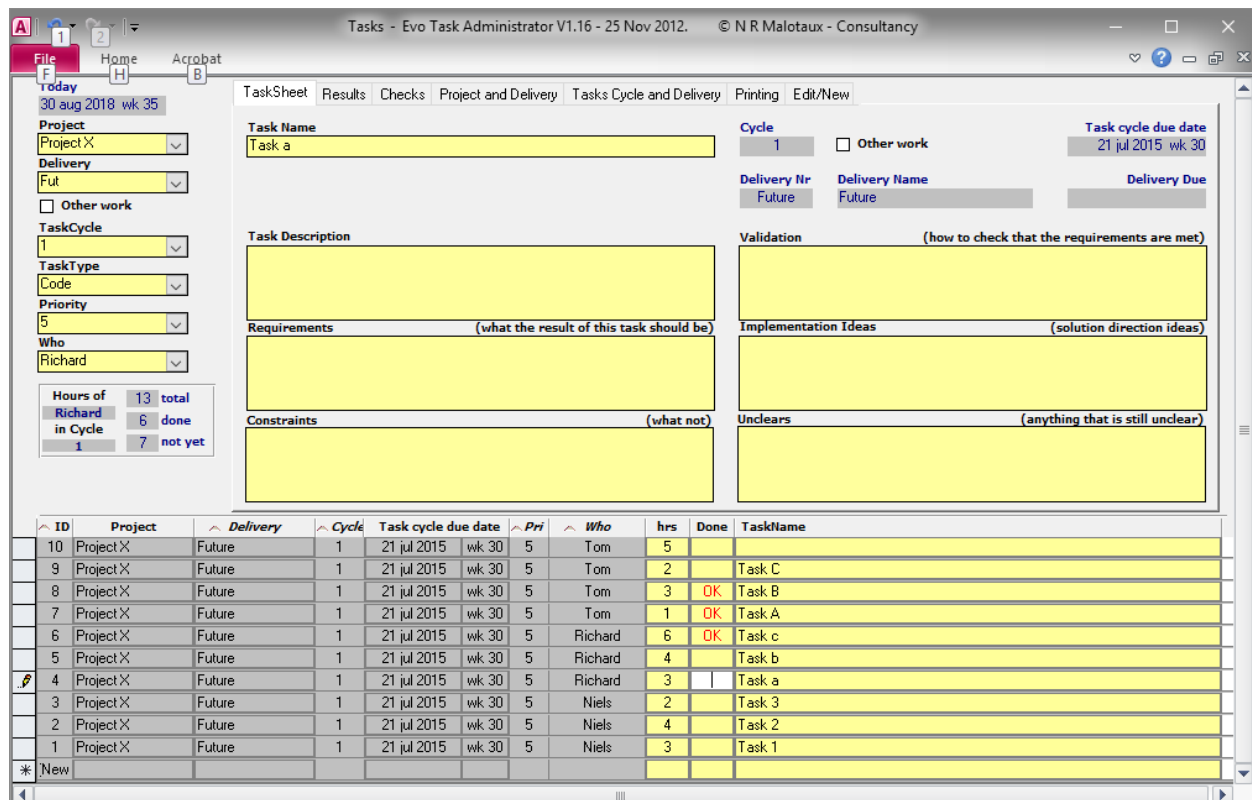 Tasks - Evo Task Administrator V1.16 - 25 Nov 2012. © N R Malotaux - Consultancy
A 1 2
File Home Acrobat
F H B
Today
30 aug 2018 wk 35
Project
Project X
Delivery
Fut
Other work
TaskCycle
1
TaskType
Code
Priority
5
Who
Richard
Hours of 13 total
Richard 6 done
in Cycle 7 not yet
1
TaskSheet Results Checks Project and Delivery Tasks Cycle and Delivery Printing Edit/New
Task Name
Task a
Cycle Task cycle due date
1 Other work 21 jul 2015 wk 30
Delivery Nr Delivery Name Delivery Due
Future Future
Task Description
Validation (how to check that the requirements are met)
Requirements (what the result of this task should be)
Implementation Ideas (solution direction ideas)
Constraints (what not)
Unclears (anything that is still unclear)
ID Project Delivery Cycle Task cycle due date Pri Who hrs Done TaskName
10 Project X Future 1 21 jul 2015 wk 30 5 Tom 5
9 Project X Future 1 21 jul 2015 wk 30 5 Tom 2 Task C
8 Project X Future 1 21 jul 2015 wk 30 5 Tom 3 OK Task B
7 Project X Future 1 21 jul 2015 wk 30 5 Tom 1 OK Task A
6 Project X Future 1 21 jul 2015 wk 30 5 Richard 6 OK Task c
5 Project X Future 1 21 jul 2015 wk 30 5 Richard 4 Task b
4 Project X Future 1 21 jul 2015 wk 30 5 Richard 3 Task a
3 Project X Future 1 21 jul 2015 wk 30 5 Niels 2 Task 3
2 Project X Future 1 21 jul 2015 wk 30 5 Niels 4 Task 2
1 Project X Future 1 21 jul 2015 wk 30 5 Niels 3 Task 1
New